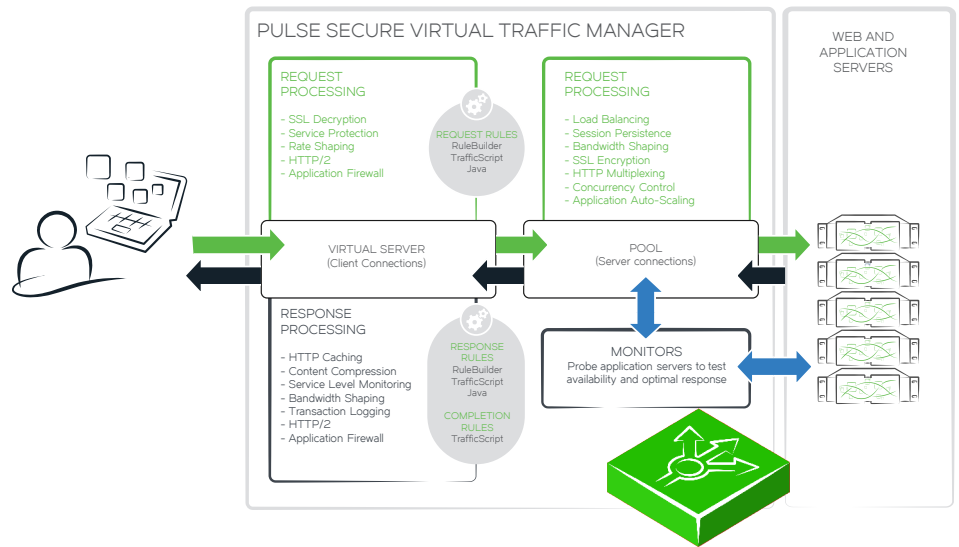 PULSE SECURE VIRTUAL TRAFFIC MANAGER
WEB AND
APPLICATION
SERVERS
REQUEST
PROCESSING
- SSL Decryption
- Service Protection
- Rate Shaping
- HTTP/2
- Application Firewall
REQUEST RULES
RuleBuilder
TrafficScript
Java
REQUEST
PROCESSING
- Load Balancing
- Session Persistence
- Bandwidth Shaping
- SSL Encryption
- HTTP Multiplexing
- Concurrency Control
- Application Auto-Scaling
VIRTUAL SERVER
(Client Connections)
POOL
(Server connections)
RESPONSE
PROCESSING
- HTTP Caching
- Content Compression
- Service Level Monitoring
- Bandwidth Shaping
- Transaction Logging
- HTTP/2
- Application Firewall
RESPONSE
RULES
RuleBuilder
TrafficScript
Java
COMPLETION
RULES
TrafficScript
MONITORS
Probe application servers to test
availability and optimal response